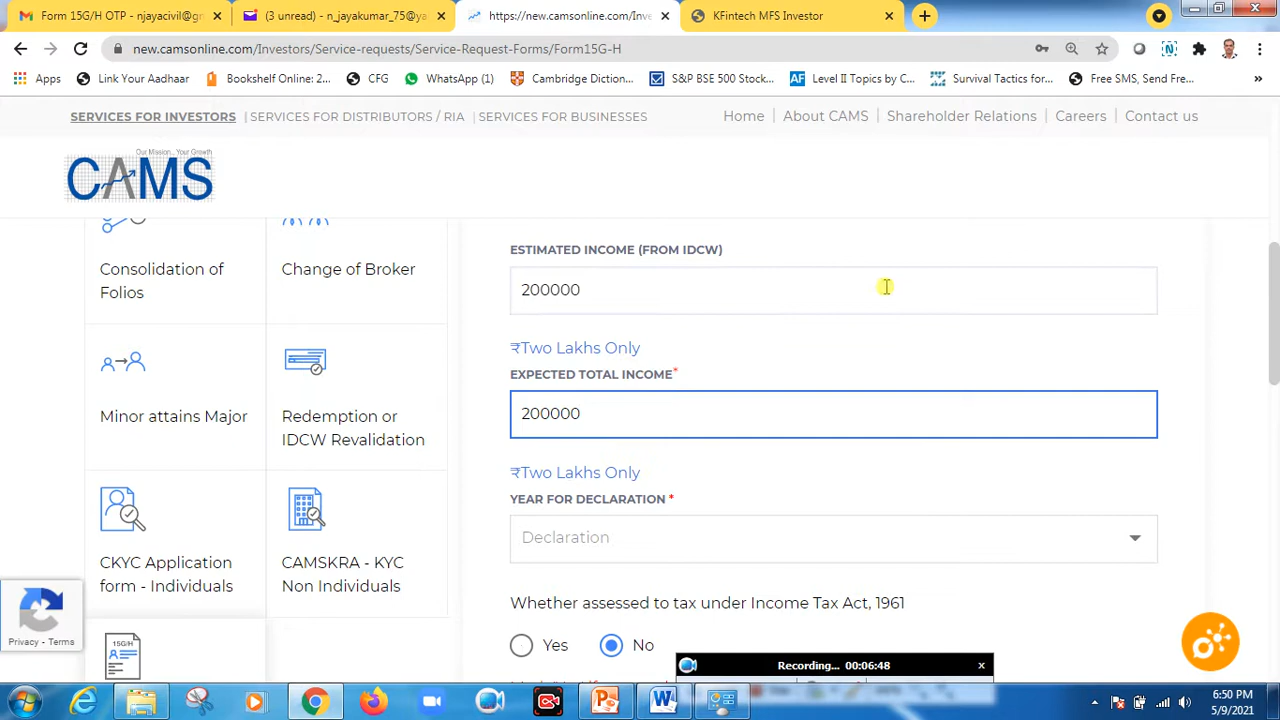 Form 15G/H OTP - njayacivil@gr
(3 unread) - n_jayakumar_75@ya
https://new.camsonline.com/Inve
KFintech MFS Investor
new.camsonline.com/Investors/Service-requests/Service-Request-Forms/Form15G-H
Apps
Link Your Aadhaar
Bookshelf Online: 2...
CFG
WhatsApp (1)
Cambridge Diction...
S&P BSE 500 Stock...
Level II Topics by C...
Survival Tactics for...
Free SMS, Send Fre...
»
SERVICES FOR INVESTORS | SERVICES FOR DISTRIBUTORS / RIA | SERVICES FOR BUSINESSES
Home | About CAMS | Shareholder Relations | Careers | Contact us
Our Mission... Your Growth
CAMS
Consolidation of
Folios
Change of Broker
Minor attains Major
Redemption or
IDCW Revalidation
CKYC Application
form - Individuals
CAMSKRA - KYC
Non Individuals
15G/H
Privacy - Terms
ESTIMATED INCOME (FROM IDCW)
200000
₹Two Lakhs Only
EXPECTED TOTAL INCOME*
200000
₹Two Lakhs Only
YEAR FOR DECLARATION *
Declaration
Whether assessed to tax under Income Tax Act, 1961
Yes
No
Recording... 00:06:48
6:50 PM
5/9/2021